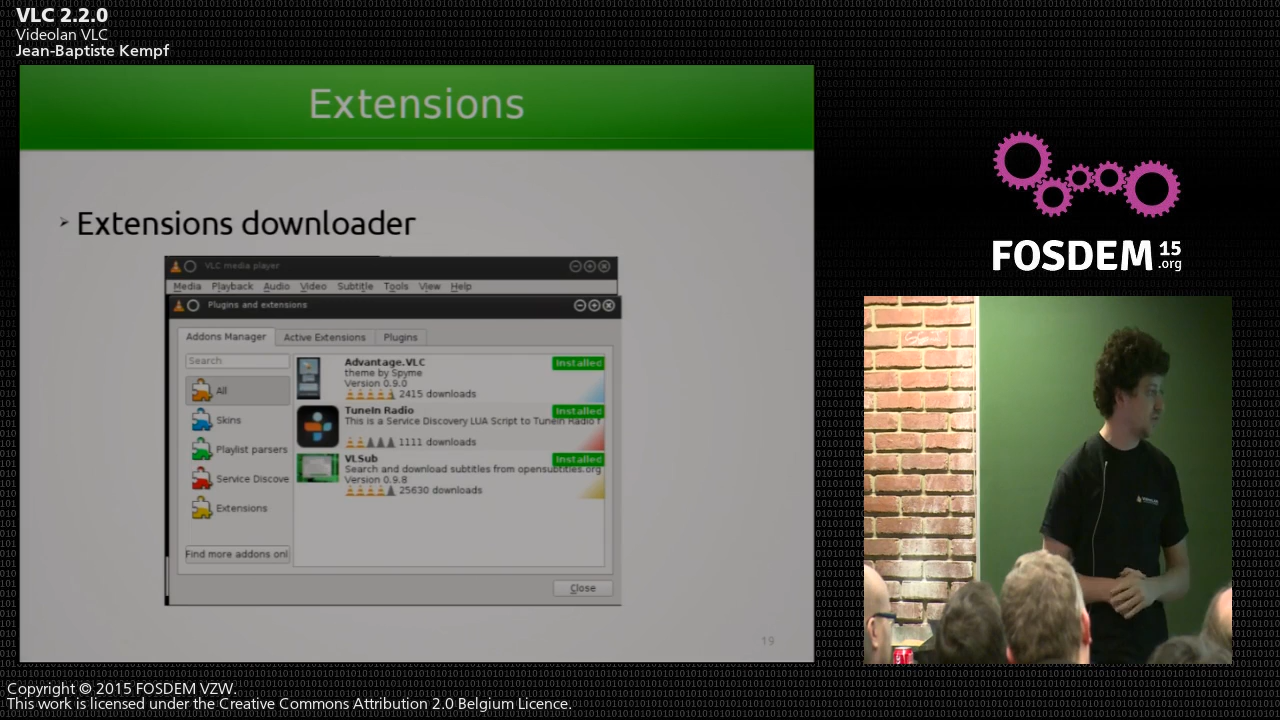 VLC 2.2.0
Videolan VLC
Jean-Baptiste Kempf
Extensions
Extensions downloader
VLC media player
Media Playback Audio Video Subtitle Tools View Help
Plugins and extensions
Addons Manager Active Extensions Plugins
Search
All
Skins
Playlist parsers
Service Discove
Extensions
Find more addons onl
Advantage.VLC
Installed
theme by Spyme
Version 0.9.0
2415 downloads
TuneIn Radio
Installed
This is a Service Discovery LUA Script to TuneIn Radio r
1111 downloads
VLSub
Installed
Search and download subtitles from opensubtitles.org
Version 0.9.8
25630 downloads
Close
19
FOSDEM 15
.org
Copyright © 2015 FOSDEM VZW.
This work is licensed under the Creative Commons Attribution 2.0 Belgium Licence.